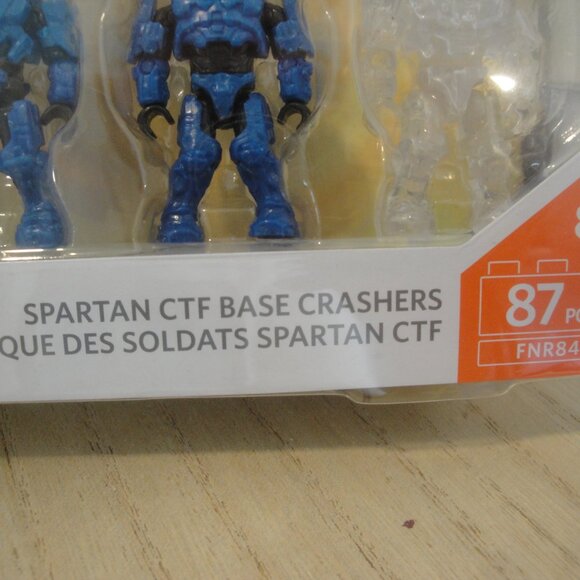 SPARTAN CTF BASE CRASHERS
QUE DES SOLDATS SPARTAN CTF
87
FNR84